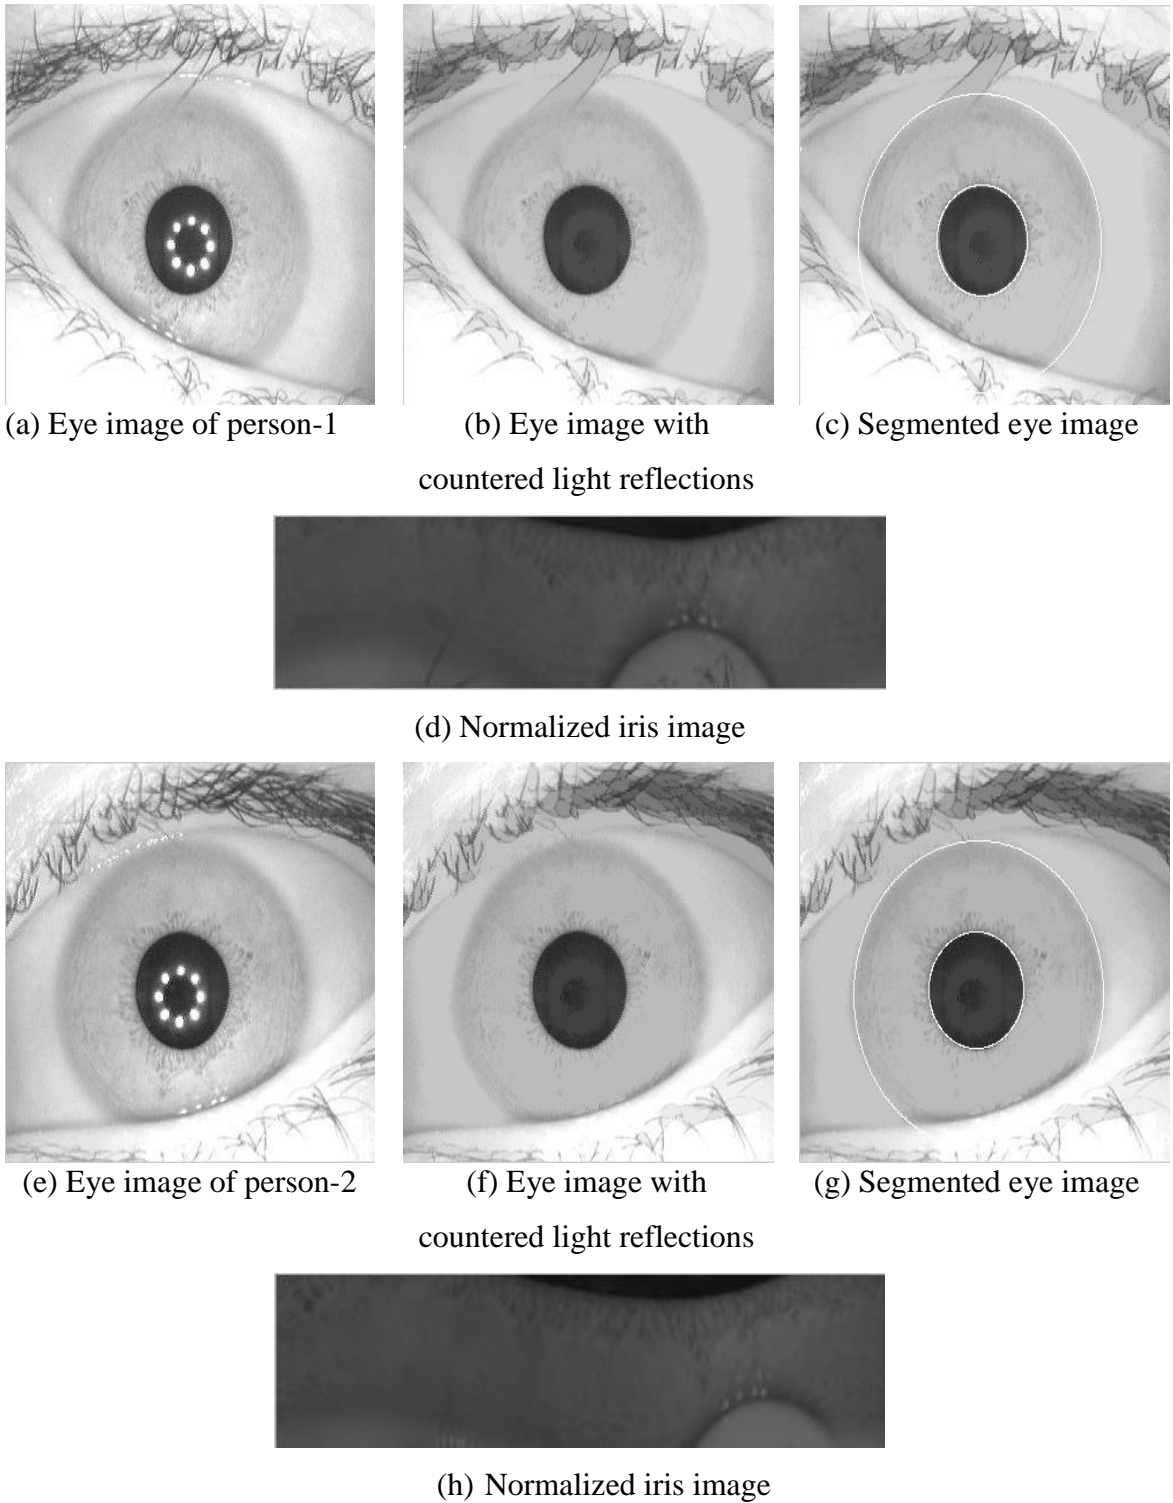 (a) Eye image of person-1
(b) Eye image with
countered light reflections
(c) Segmented eye image
(d) Normalized iris image
(e) Eye image of person-2
(f) Eye image with
countered light reflections
(g) Segmented eye image
(h) Normalized iris image